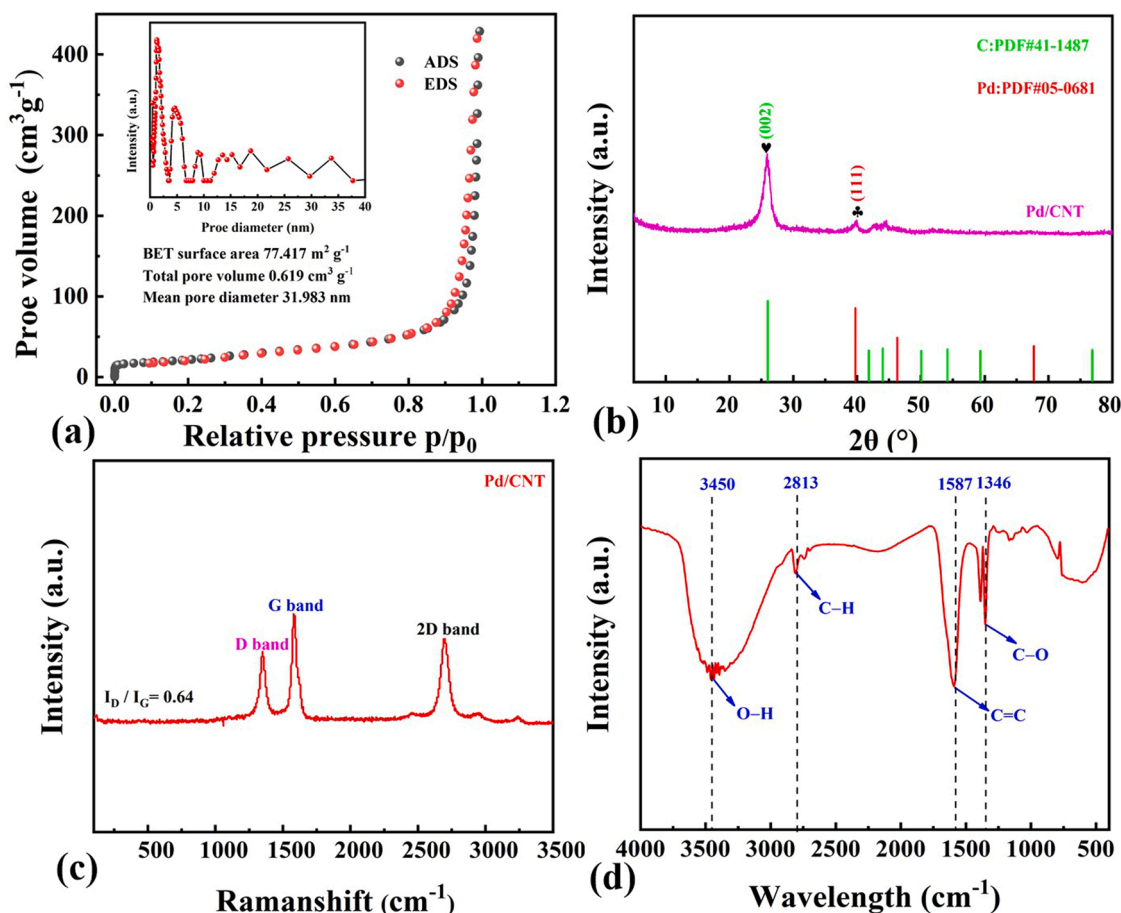 400
300
200
100
0
Proe volume (cm³g⁻¹)
ADS
EDS
Intensity (a.u.)
0 5 10 15 20 25 30 35 40
Proe diameter (nm)
BET surface area 77.417 m² g⁻¹
Total pore volume 0.619 cm³ g⁻¹
Mean pore diameter 31.983 nm
0.0 0.2 0.4 0.6 0.8 1.0 1.2
(a) Relative pressure p/p₀
C:PDF#41-1487
Pd:PDF#05-0681
(002)
(111)
Pd/CNT
Intensity (a.u.)
10 20 30 40 50 60 70 80
(b) 2θ (°)
Pd/CNT
G band
D band
2D band
I_D / I_G= 0.64
Intensity (a.u.)
500 1000 1500 2000 2500 3000 3500
(c) Ramanshift (cm⁻¹)
3450 2813 1587 1346
C–H
C–O
O–H
C=C
Intensity (a.u.)
4000 3500 3000 2500 2000 1500 1000 500
(d) Wavelength (cm⁻¹)